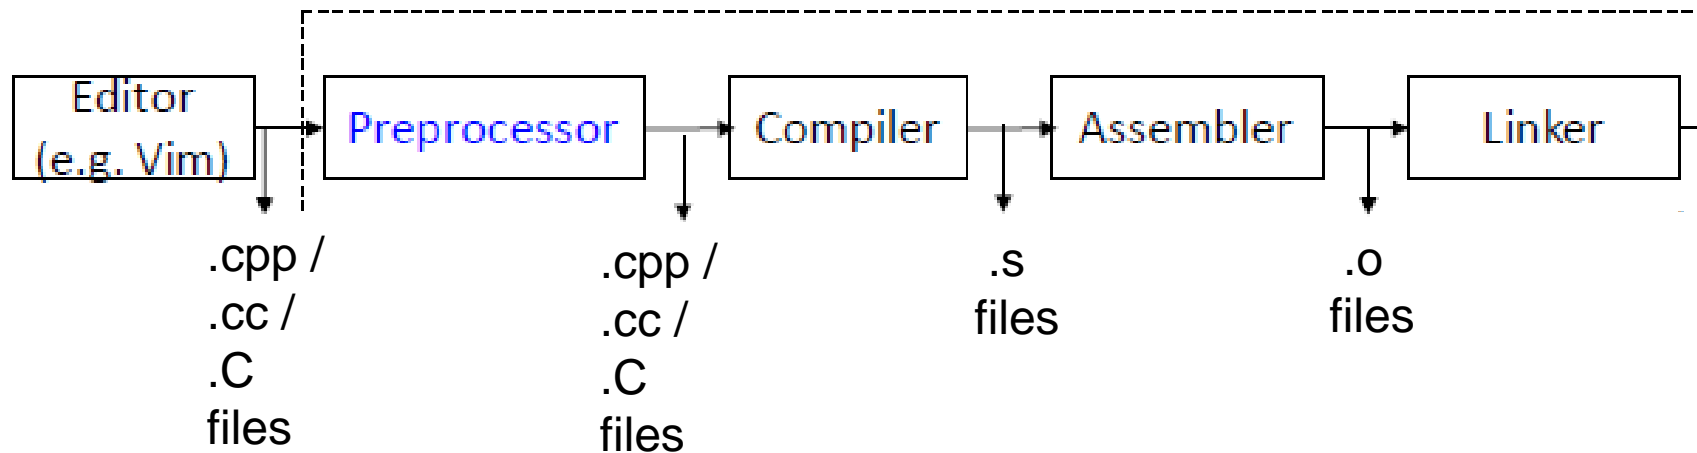 Editor
(e.g. Vim)
Preprocessor
Compiler
Assembler
Linker
.cpp /
.cc /
.C
files
.cpp /
.cc /
.C
files
.s
files
.o
files